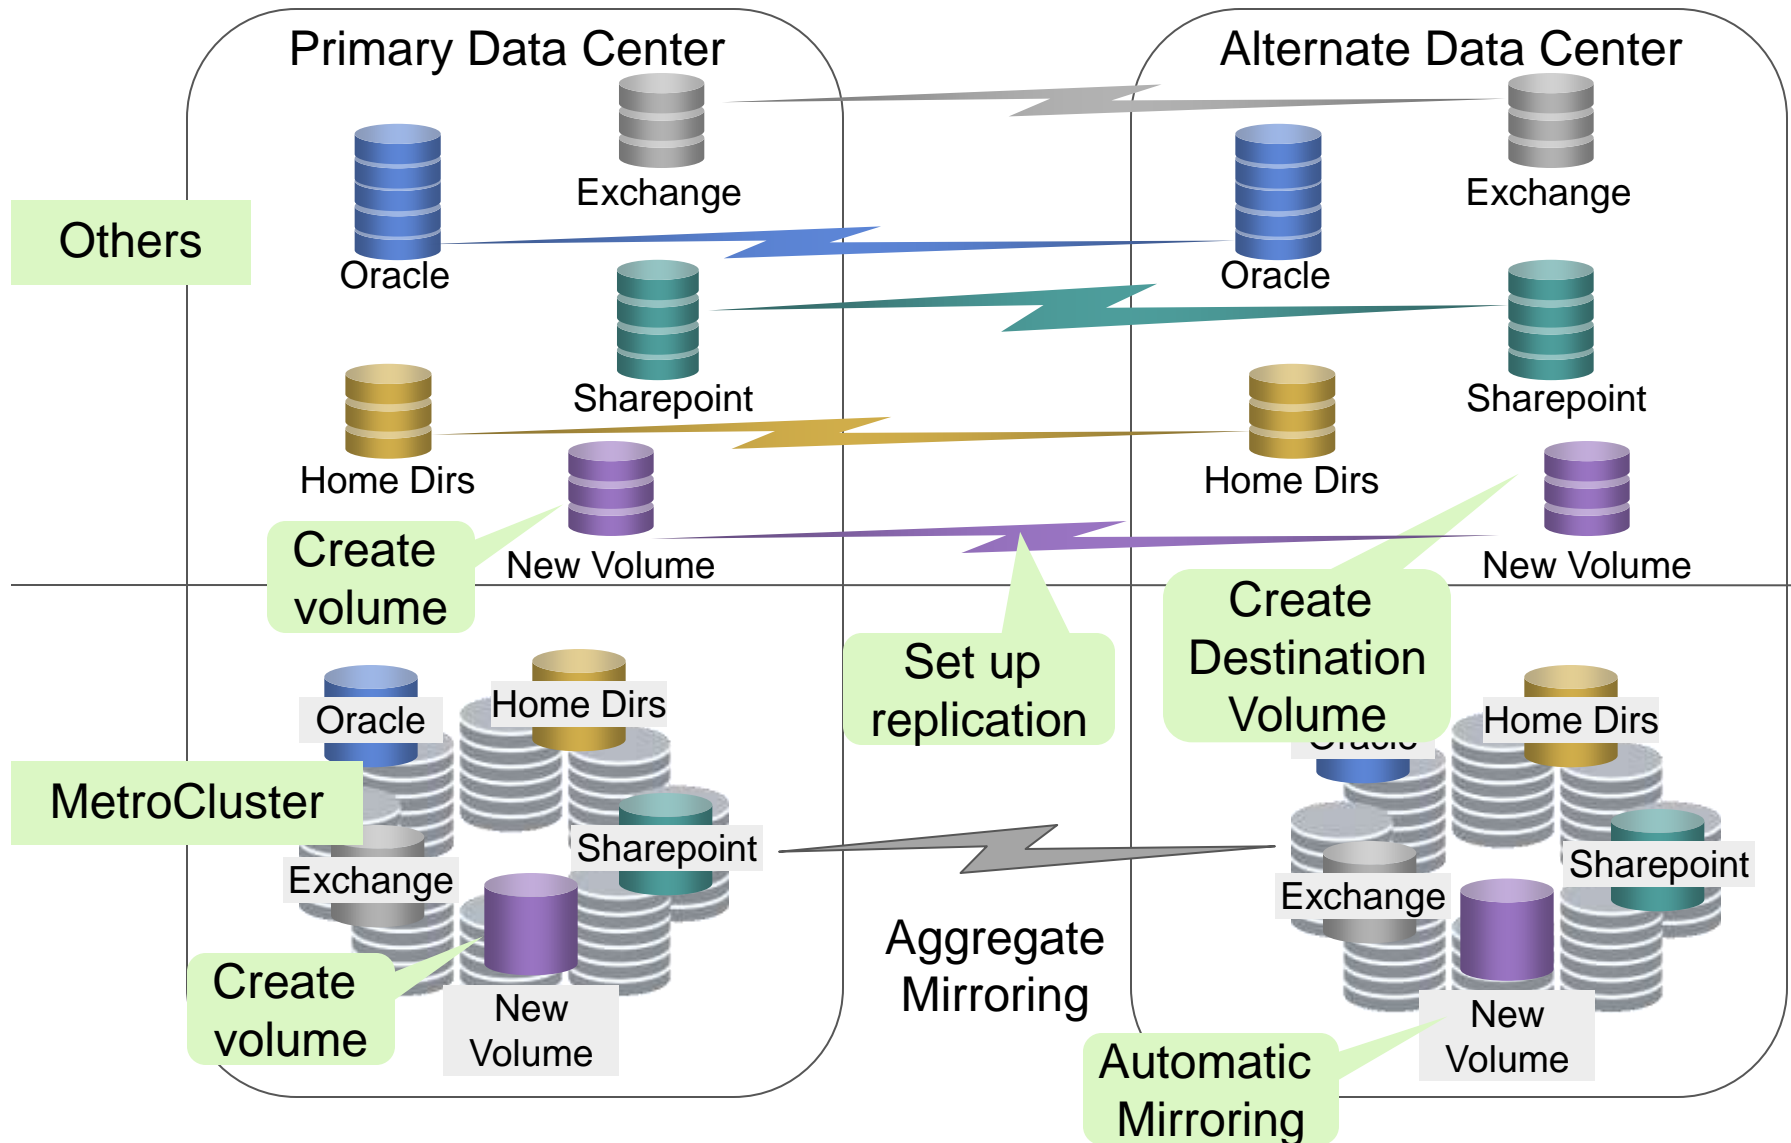 Primary Data Center
Alternate Data Center
Exchange
Exchange
Others
Oracle
Oracle
Sharepoint
Sharepoint
Home Dirs
Home Dirs
New Volume
New Volume
Create
volume
Set up
replication
Create
Destination
Volume
Oracle
Home Dirs
Oracle
Home Dirs
MetroCluster
Sharepoint
Exchange
Sharepoint
Exchange
Create
volume
New
Volume
Aggregate
Mirroring
New
Volume
Automatic
Mirroring